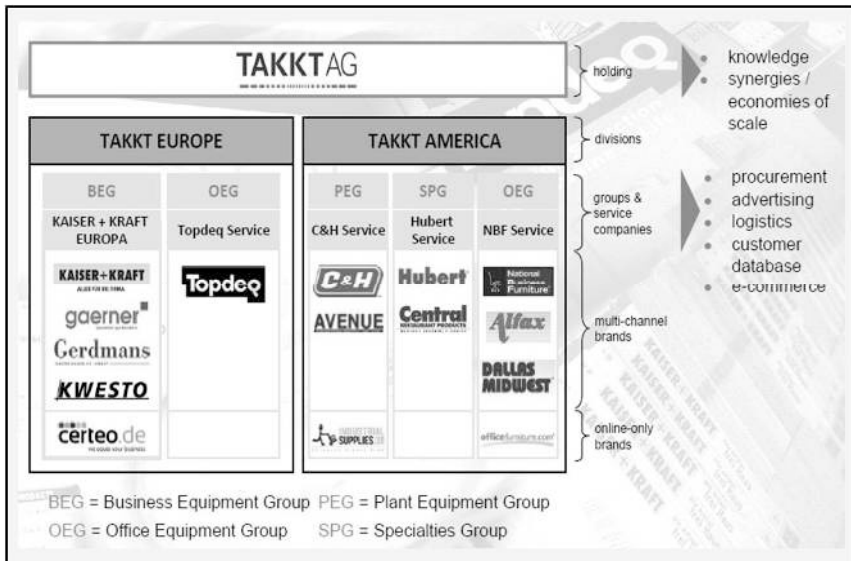 TAKKT AG
holding
knowledge
synergies /
economies of
scale
TAKKT EUROPE
TAKKT AMERICA
divisions
BEG
OEG
PEG
SPG
OEG
KAISER + KRAFT
EUROPA
Topdeq Service
C&H Service
Hubert
Service
NBF Service
groups &
service
companies
procurement
advertising
logistics
customer
database
e-commerce
KAISER+KRAFT
gaerner
Gerdmans
KWESTO
Topdeq
C&H
AVENUE
Hubert
Central
RESTAURANT PRODUCTS
National
Business
Furniture
Alfax
DALLAS
MIDWEST
multi-channel
brands
certeo.de
INDUSTRIAL
SUPPLIES
officefurniture.com
online-only
brands
BEG = Business Equipment Group
PEG = Plant Equipment Group
OEG = Office Equipment Group
SPG = Specialties Group